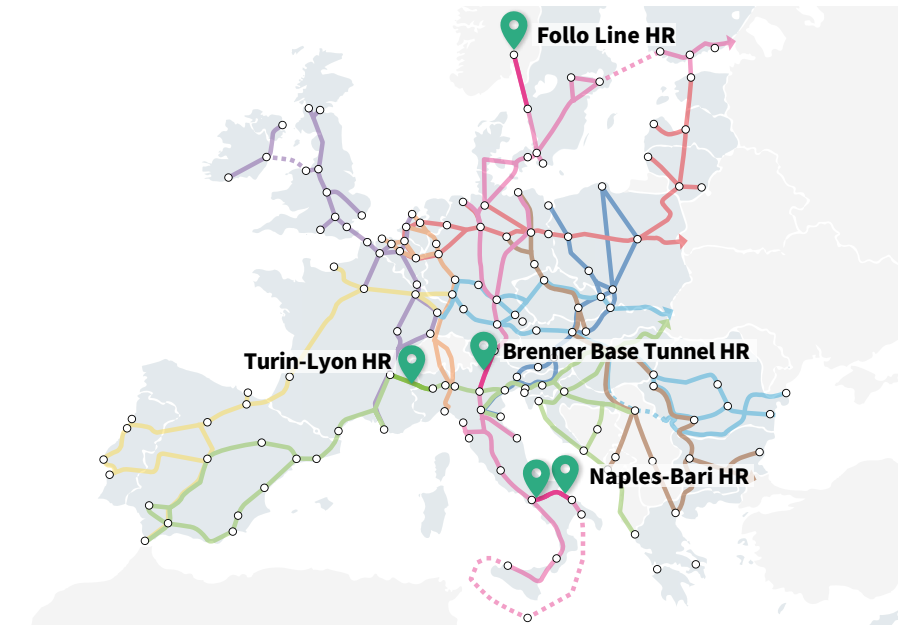 Follo Line HR
Brenner Base Tunnel HR
Turin-Lyon HR
Naples-Bari HR